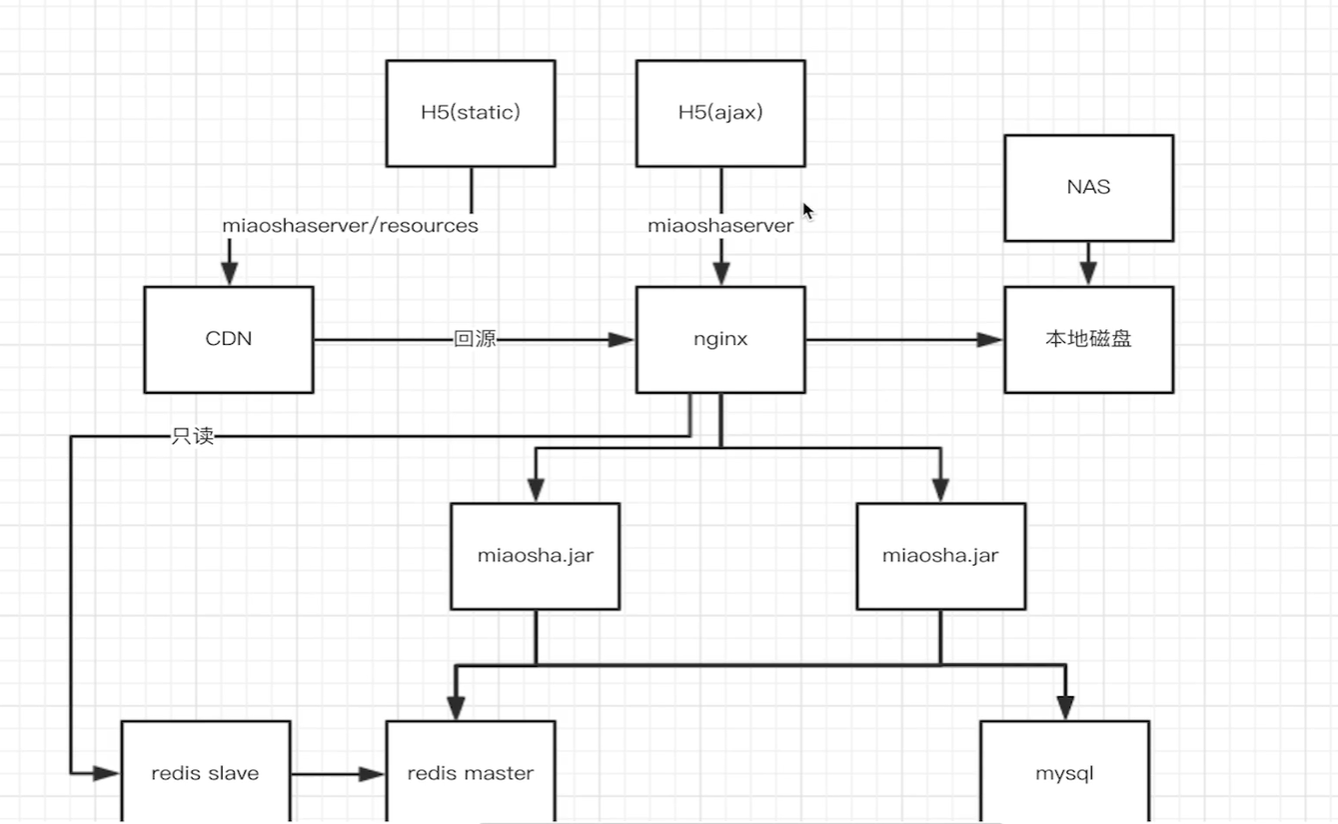 H5(static)
H5(ajax)
NAS
miaoshaserver/resources
miaoshaserver
CDN
回源
nginx
本地磁盘
只读
miaosha.jar
miaosha.jar
redis slave
redis master
mysql